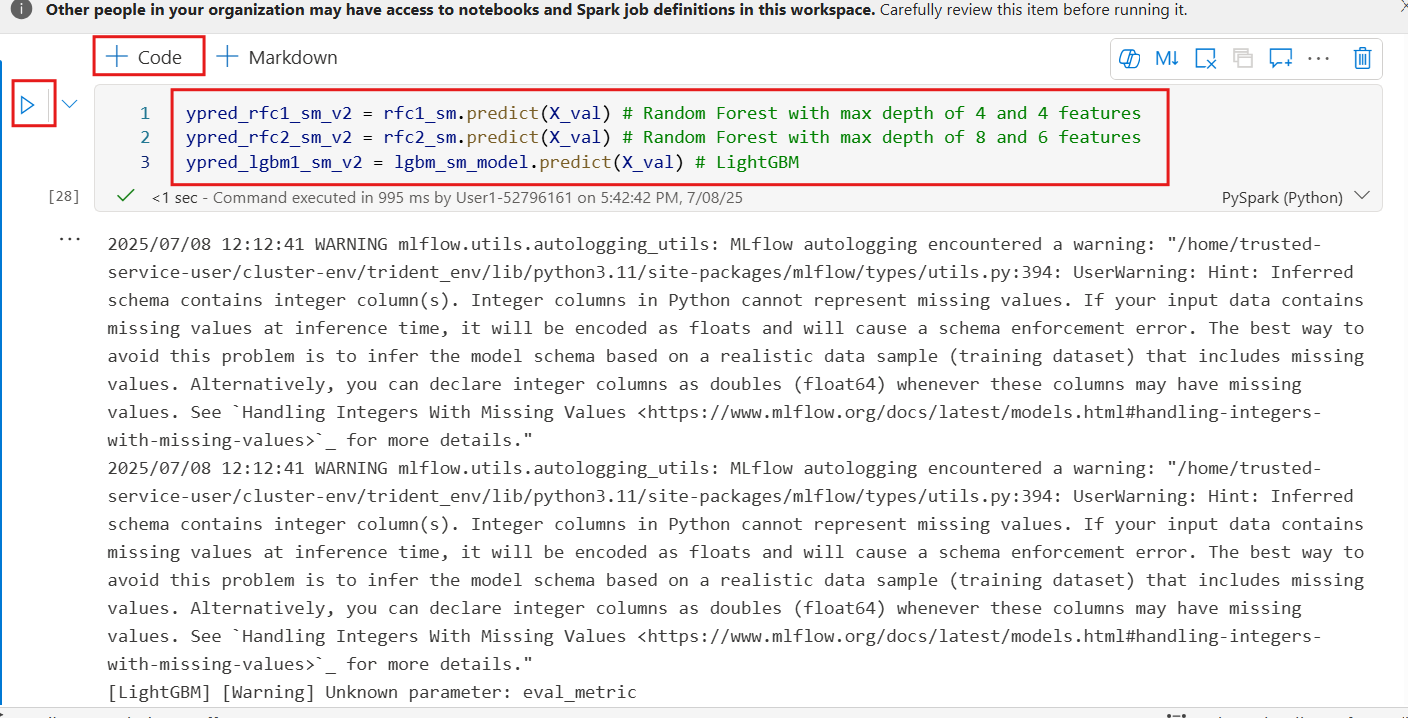 Other people in your organization may have access to notebooks and Spark job definitions in this workspace. Carefully review this item before running it.
Code Markdown
M↓
1 ypred_rfc1_sm_v2 = rfc1_sm.predict(X_val) # Random Forest with max depth of 4 and 4 features
2 ypred_rfc2_sm_v2 = rfc2_sm.predict(X_val) # Random Forest with max depth of 8 and 6 features
3 ypred_lgbm1_sm_v2 = lgbm_sm_model.predict(X_val) # LightGBM
[28] <1 sec - Command executed in 995 ms by User1-52796161 on 5:42:42 PM, 7/08/25 PySpark (Python)
2025/07/08 12:12:41 WARNING mlflow.utils.autologging_utils: MLflow autologging encountered a warning: "/home/trusted-
service-user/cluster-env/trident_env/lib/python3.11/site-packages/mlflow/types/utils.py:394: UserWarning: Hint: Inferred
schema contains integer column(s). Integer columns in Python cannot represent missing values. If your input data contains
missing values at inference time, it will be encoded as floats and will cause a schema enforcement error. The best way to
avoid this problem is to infer the model schema based on a realistic data sample (training dataset) that includes missing
values. Alternatively, you can declare integer columns as doubles (float64) whenever these columns may have missing
values. See `Handling Integers With Missing Values <https://www.mlflow.org/docs/latest/models.html#handling-integers-
with-missing-values>`_ for more details."
2025/07/08 12:12:41 WARNING mlflow.utils.autologging_utils: MLflow autologging encountered a warning: "/home/trusted-
service-user/cluster-env/trident_env/lib/python3.11/site-packages/mlflow/types/utils.py:394: UserWarning: Hint: Inferred
schema contains integer column(s). Integer columns in Python cannot represent missing values. If your input data contains
missing values at inference time, it will be encoded as floats and will cause a schema enforcement error. The best way to
avoid this problem is to infer the model schema based on a realistic data sample (training dataset) that includes missing
values. Alternatively, you can declare integer columns as doubles (float64) whenever these columns may have missing
values. See `Handling Integers With Missing Values <https://www.mlflow.org/docs/latest/models.html#handling-integers-
with-missing-values>`_ for more details."
[LightGBM] [Warning] Unknown parameter: eval_metric